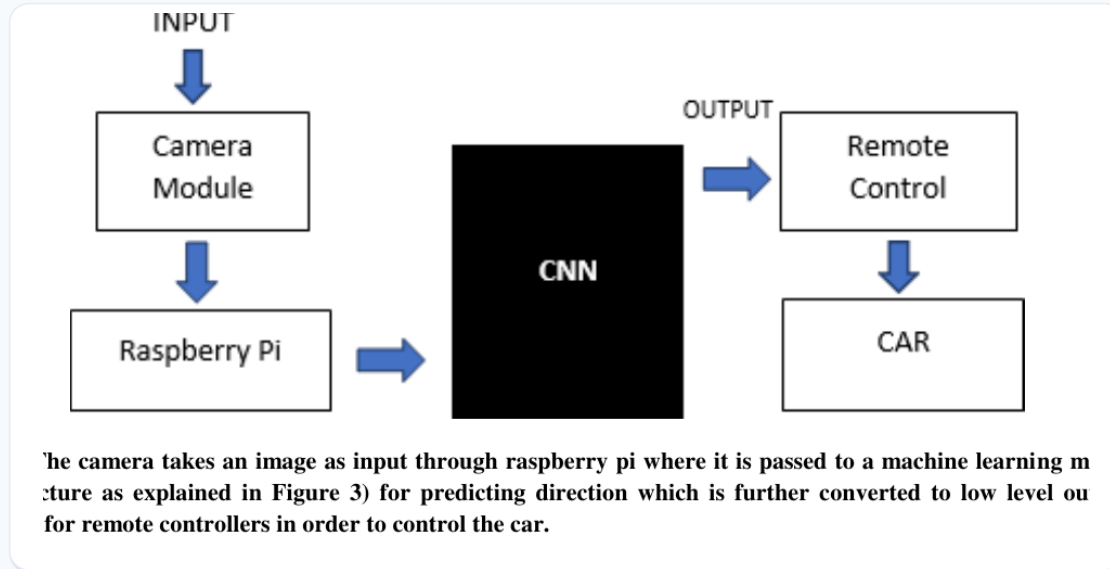 INPUT
Camera
Module
Raspberry Pi
CNN
OUTPUT
Remote
Control
CAR
he camera takes an image as input through raspberry pi where it is passed to a machine learning m
cture as explained in Figure 3) for predicting direction which is further converted to low level ou
for remote controllers in order to control the car.